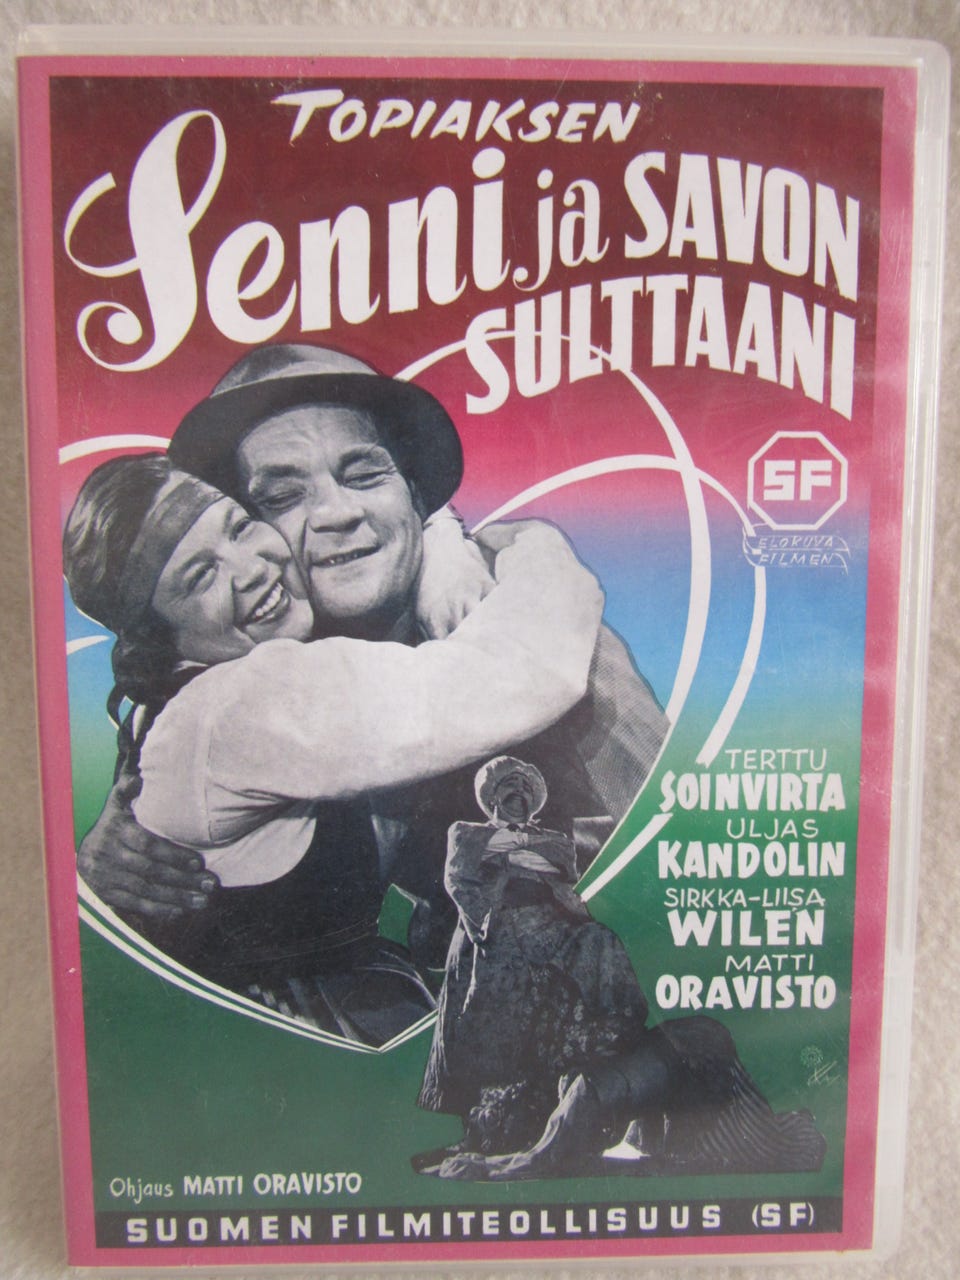 TOPIAKSEN
Senni ja SAVON
SULTTAANI
SF
ELOKUVA
FILMEN
TERTTU
SOINVIRTA
ULJAS
KANDOLIN
SIRKKA-LIISA
WILEN
MATTI
ORAVISTO
Ohjaus MATTI ORAVISTO
SUOMEN FILMITEOLLISUUS (SF)